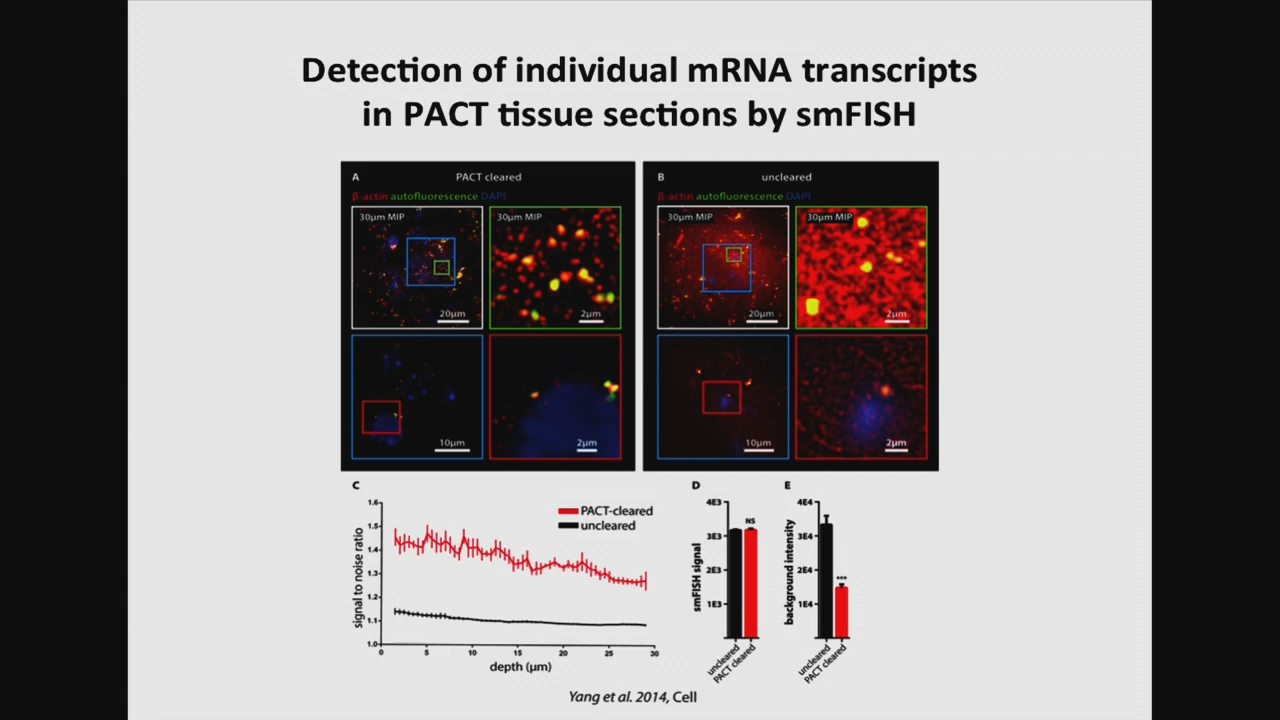 Detection of individual mRNA transcripts
in PACT tissue sections by smFISH
A PACT cleared
β-actin autofluorescence DAPI
30µm MIP
20µm
30µm MIP
2µm
10µm
2µm
B uncleared
β-actin autofluorescence DAPI
30µm MIP
20µm
30µm MIP
2µm
10µm
2µm
C
signal to noise ratio
1.6
1.5
1.4
1.3
1.2
1.1
1.0
0 5 10 15 20 25 30
depth (µm)
PACT-cleared
uncleared
D
smFISH signal
4E3
3E3
2E3
1E3
NS
uncleared
PACT cleared
E
background intensity
4E4
3E4
2E4
1E4
***
uncleared
PACT cleared
Yang et al. 2014, Cell